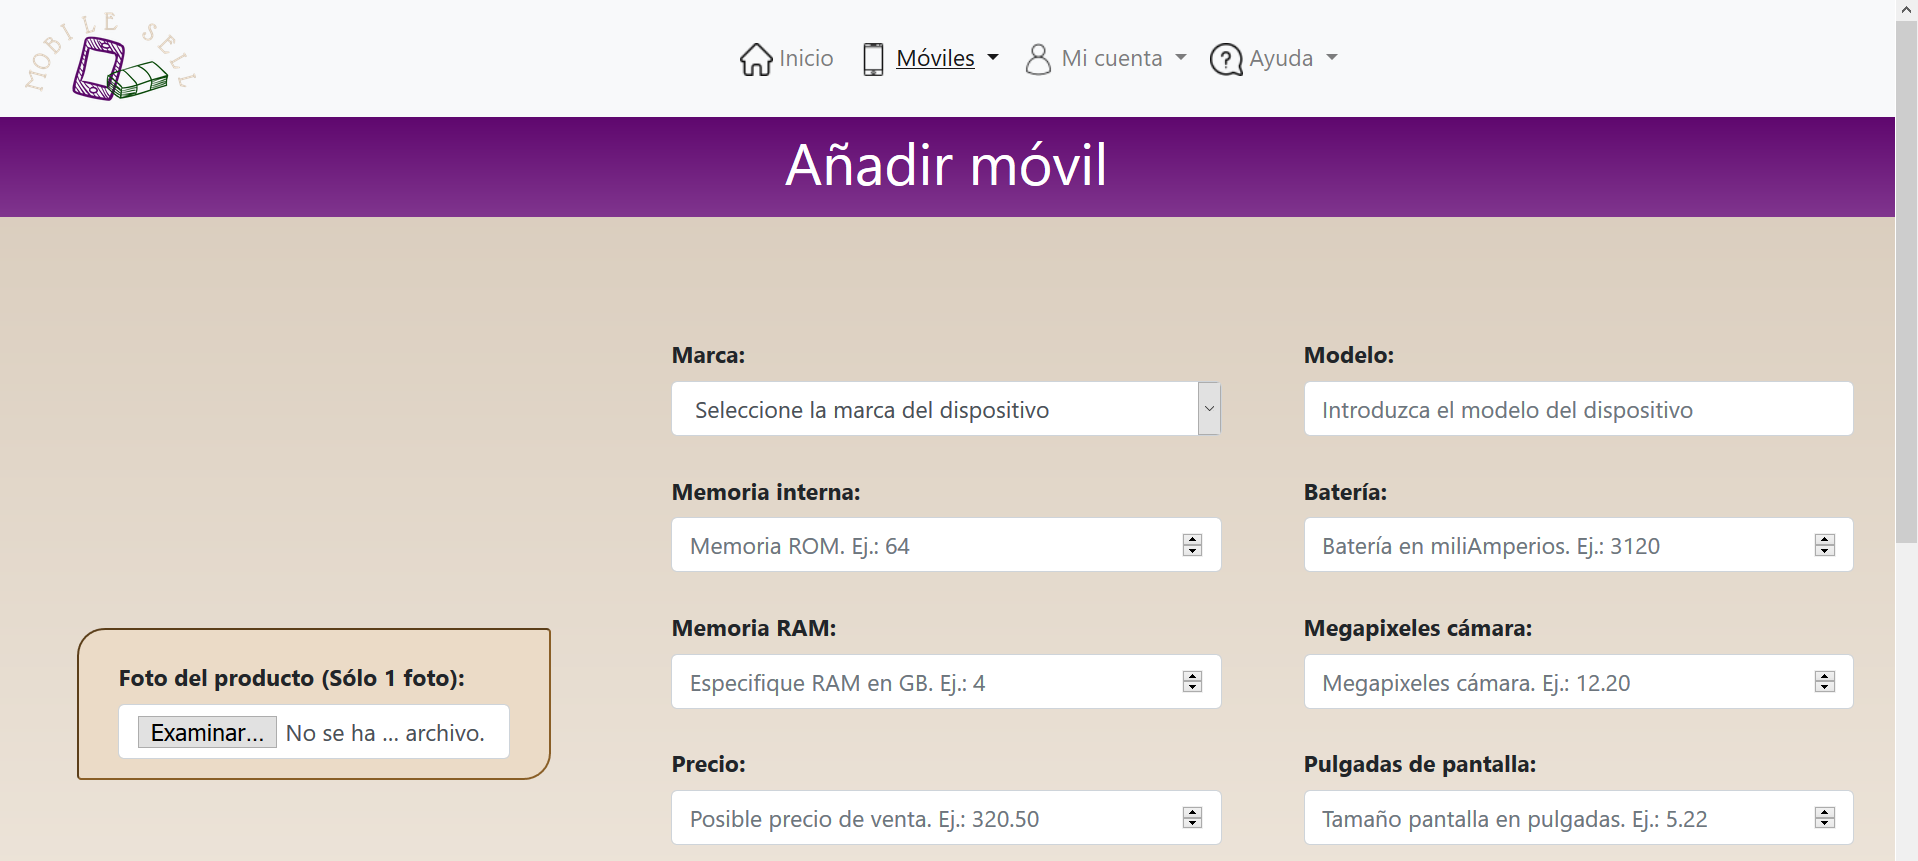 MOBILE SELL
Inicio
Móviles
Mi cuenta
Ayuda
Añadir móvil
Marca:
Seleccione la marca del dispositivo
Modelo:
Introduzca el modelo del dispositivo
Memoria interna:
Memoria ROM. Ej.: 64
Batería:
Batería en miliAmperios. Ej.: 3120
Memoria RAM:
Especifique RAM en GB. Ej.: 4
Megapixeles cámara:
Megapixeles cámara. Ej.: 12.20
Foto del producto (Sólo 1 foto):
Examinar... No se ha ... archivo.
Precio:
Posible precio de venta. Ej.: 320.50
Pulgadas de pantalla:
Tamaño pantalla en pulgadas. Ej.: 5.22